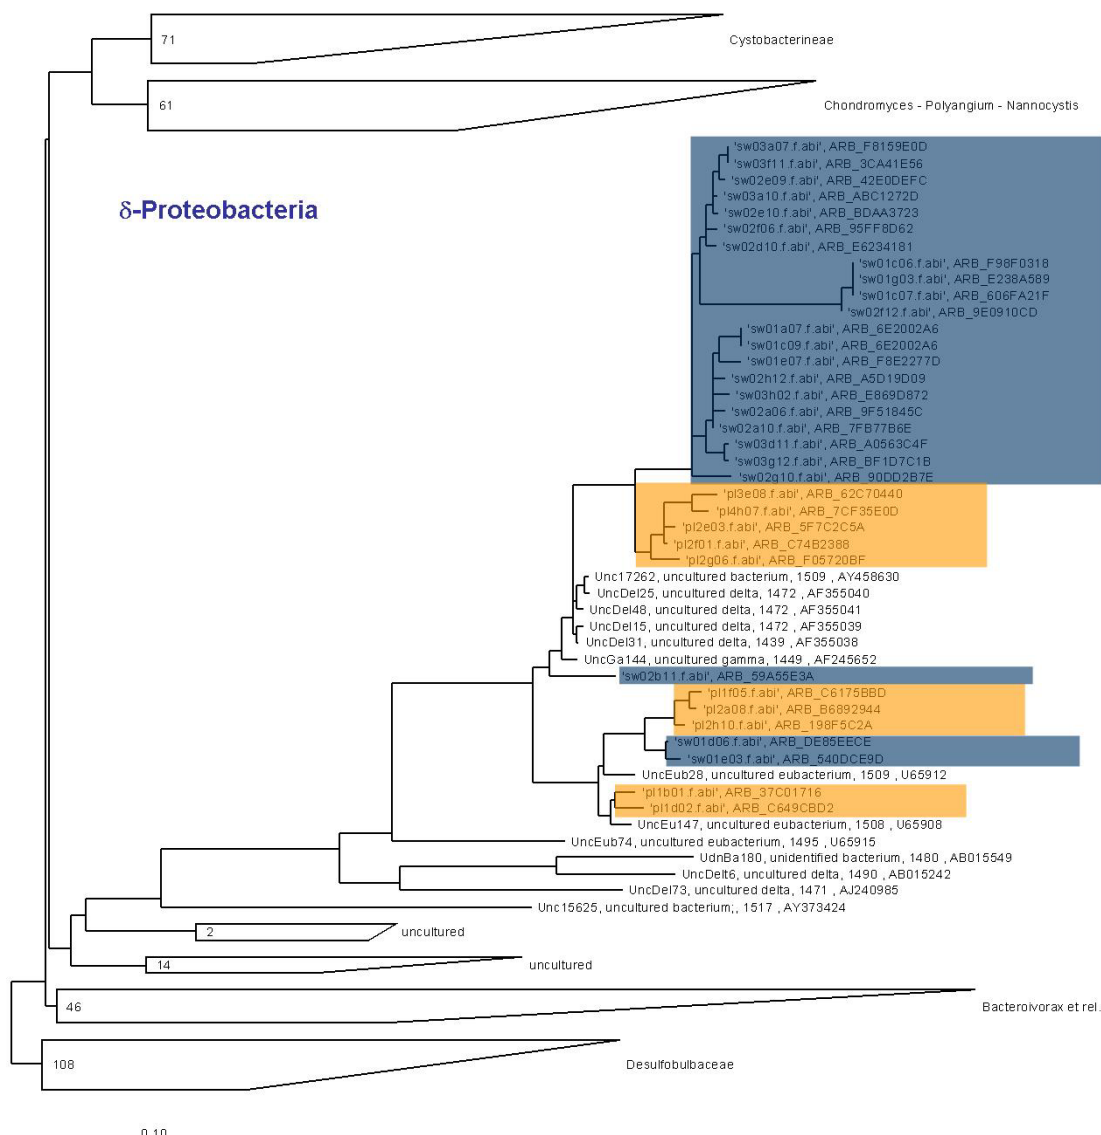 71
Cystobacterineae
61
Chondromyces - Polyangium - Nannocystis
'sw03a07.f.abi', ARB_F8159E0D
'sw03f11.f.abi', ARB_3CA41E56
'sw02e09.f.abi', ARB_42E0DEFC
'sw03a10.f.abi', ARB_ABC1272D
δ-Proteobacteria
'sw02e10.f.abi', ARB_BDAA3723
'sw02f06.f.abi', ARB_95FF8D62
'sw02d10.f.abi', ARB_E6234181
'sw01c06.f.abi', ARB_F98F0318
'sw01g03.f.abi', ARB_E238A589
'sw01c07.f.abi', ARB_606FA21F
'sw02f12.f.abi', ARB_9E0910CD
'sw01a07.f.abi', ARB_6E2002A6
'sw01c09.f.abi', ARB_6E2002A6
'sw01e07.f.abi', ARB_F8E2277D
'sw02h12.f.abi', ARB_A5D19D09
'sw03h02.f.abi', ARB_E869D872
'sw02a06.f.abi', ARB_9F51845C
'sw02a10.f.abi', ARB_7FB77B6E
'sw03d11.f.abi', ARB_A0563C4F
'sw03g12.f.abi', ARB_BF1D7C1B
'sw02g10.f.abi', ARB_90DD2B7E
'pl3e08.f.abi', ARB_62C70440
'pl4h07.f.abi', ARB_7CF35E0D
'pl2e03.f.abi', ARB_5F7C2C5A
'pl2f01.f.abi', ARB_C74B2388
'pl2g06.f.abi', ARB_F05720BF
Unc17262, uncultured bacterium, 1509 , AY458630
UncDel25, uncultured delta, 1472 , AF355040
UncDel48, uncultured delta, 1472 , AF355041
UncDel15, uncultured delta, 1472 , AF355039
UncDel31, uncultured delta, 1439 , AF355038
UncGa144, uncultured gamma, 1449 , AF245652
'sw02b11.f.abi', ARB_59A55E3A
'pl1f05.f.abi', ARB_C6175BBD
'pl2a08.f.abi', ARB_B6892944
'pl2h10.f.abi', ARB_198F5C2A
'sw01d06.f.abi', ARB_DE85EECE
'sw01e03.f.abi', ARB_540DCE9D
UncEub28, uncultured eubacterium, 1509 , U65912
'pl1b01.f.abi', ARB_37C01716
'pl1d02.f.abi', ARB_C649CBD2
UncEu147, uncultured eubacterium, 1508 , U65908
UncEub74, uncultured eubacterium, 1495 , U65915
UdnBa180, unidentified bacterium, 1480 , AB015549
UncDelt6, uncultured delta, 1490 , AB015242
UncDel73, uncultured delta, 1471 , AJ240985
Unc15625, uncultured bacterium;, 1517 , AY373424
2
uncultured
14
uncultured
46
Bacteroivorax et rel.
108
Desulfobulbaceae
0.10